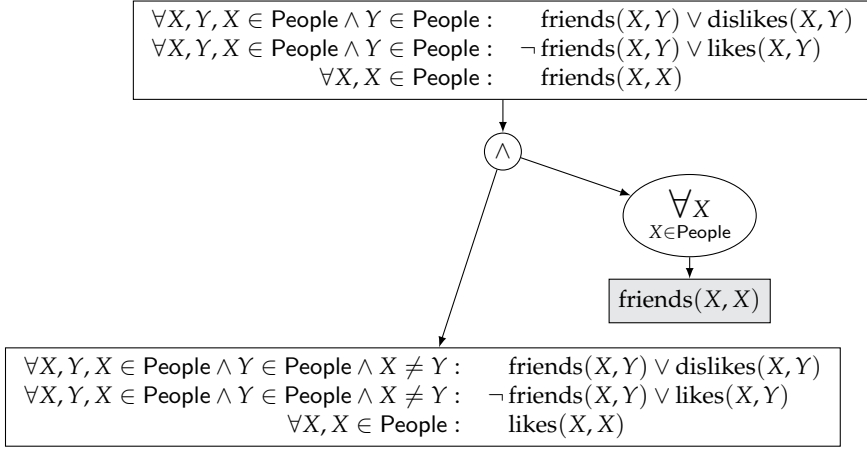 ∀X, Y, X ∈ People ∧ Y ∈ People : friends(X, Y) ∨ dislikes(X, Y)
∀X, Y, X ∈ People ∧ Y ∈ People : ¬ friends(X, Y) ∨ likes(X, Y)
∀X, X ∈ People : friends(X, X)
∧
∀X
X∈People
friends(X, X)
∀X, Y, X ∈ People ∧ Y ∈ People ∧ X ≠ Y : friends(X, Y) ∨ dislikes(X, Y)
∀X, Y, X ∈ People ∧ Y ∈ People ∧ X ≠ Y : ¬ friends(X, Y) ∨ likes(X, Y)
∀X, X ∈ People : likes(X, X)